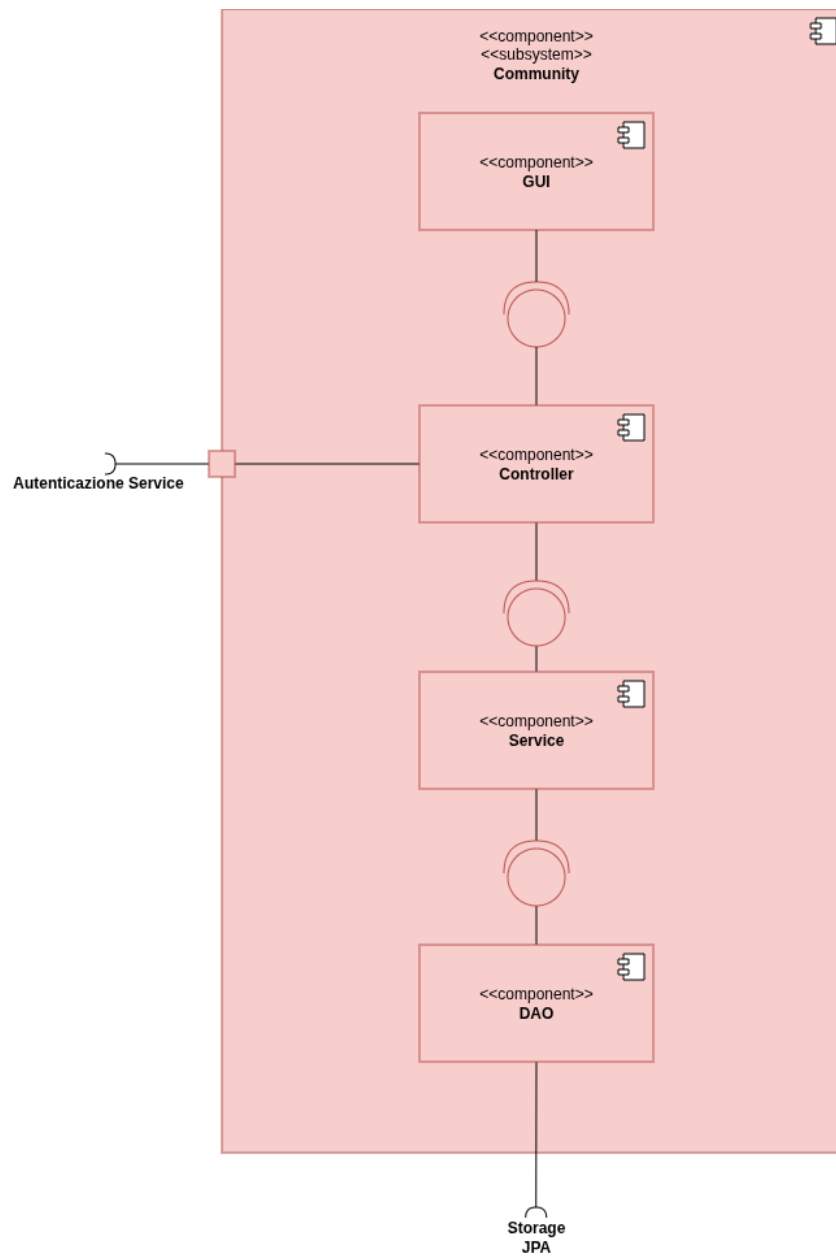 <<component>>
<<subsystem>>
Community
<<component>>
GUI
<<component>>
Controller
Autenticazione Service
<<component>>
Service
<<component>>
DAO
Storage
JPA